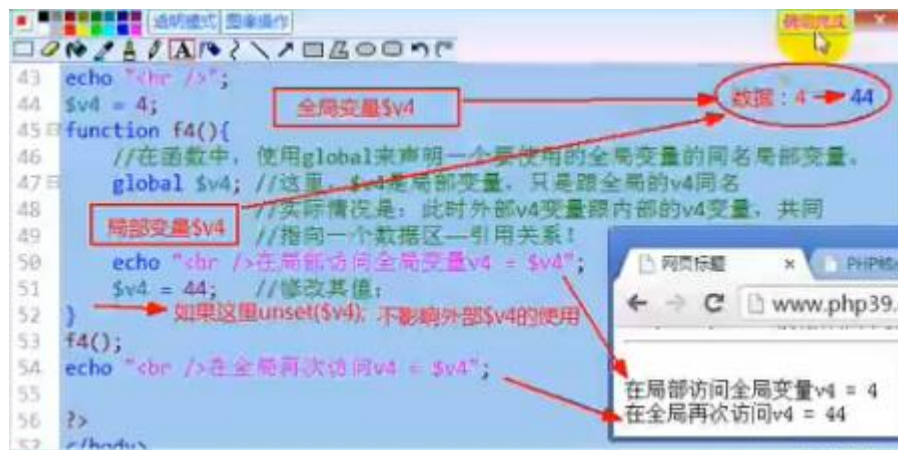 透明模式 图象操作
确定完成
43 echo "<hr />";
44 $v4 = 4;
全局变量$v4
数据：4 44
45 function f4(){
46 //在函数中，使用global来声明一个要使用的全局变量的同名局部变量。
47 global $v4; //这里，$v4是局部变量，只是跟全局的v4同名
48 //实际情况是：此时外部v4变量跟内部的v4变量，共同
局部变量$v4
49 //指向一个数据区—引用关系！
50 echo "<br />在局部访问全局变量v4 = $v4";
51 $v4 = 44; //修改其值；
如果这里unset($v4); 不影响外部$v4的使用
52 }
53 f4();
54 echo "<br />在全局再次访问v4 = $v4";
55
56 ?>
57 </body>
网页标题 ×
www.php39.
在局部访问全局变量v4 = 4
在全局再次访问v4 = 44